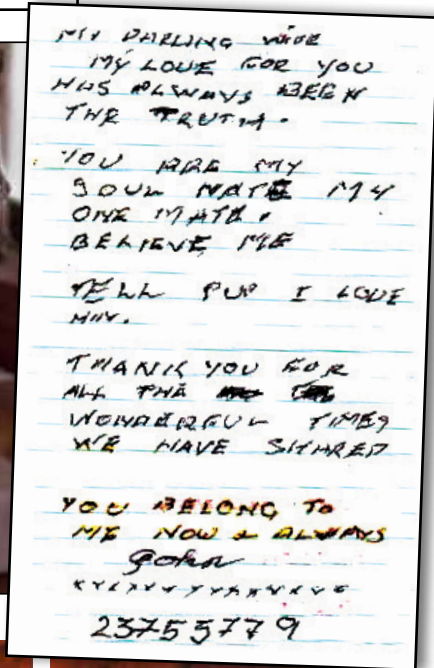 MY DARLING WIFE
MY LOVE FOR YOU
HAS ALWAYS BEEN
THE TRUTH.
YOU ARE MY
SOUL MATE MY
ONE MATE.
BELIEVE ME
TELL PUP I LOVE
HIM.
THANK YOU FOR
ALL THE
WONDERFUL TIMES
WE HAVE SHARED
YOU BELONG TO
ME NOW & ALWAYS
John
23755779